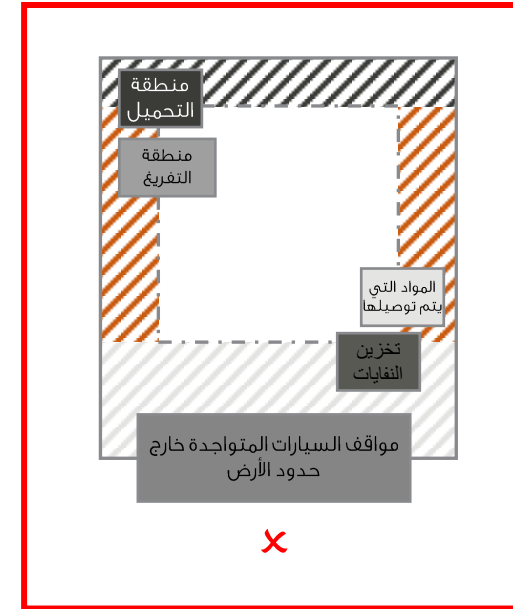 منطقة
التحميل
منطقة
التفريغ
المواد التي
يتم توصيلها
تخزين
النفايات
مواقف السيارات المتواجدة خارج
حدود الأرض